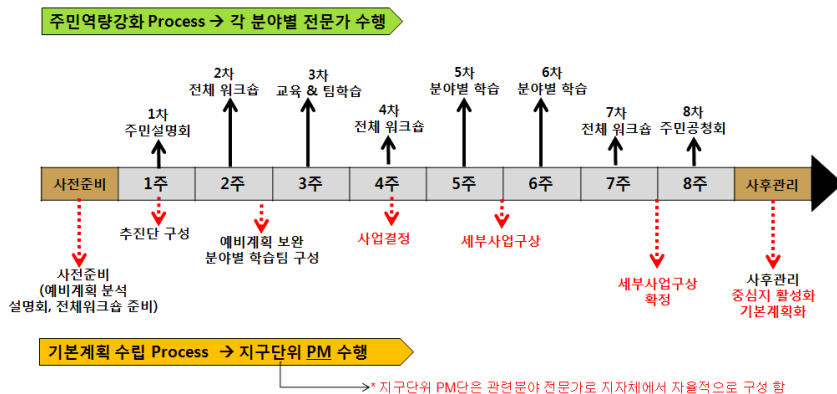 주민역량강화 Process → 각 분야별 전문가 수행
1차
주민설명회
2차
전체 워크숍
3차
교육 & 팀학습
4차
전체 워크숍
5차
분야별 학습
6차
분야별 학습
7차
전체 워크숍
8차
주민공청회
사전준비
1주
2주
3주
4주
5주
6주
7주
8주
사후관리
사전준비
(예비계획 분석
설명회, 전체워크숍 준비)
추진단 구성
예비계획 보완
분야별 학습팀 구성
사업결정
세부사업구상
세부사업구상
확정
사후관리
중심지 활성화
기본계획화
기본계획 수립 Process → 지구단위 PM 수행
* 지구단위 PM단은 관련분야 전문가로 지자체에서 자율적으로 구성 함